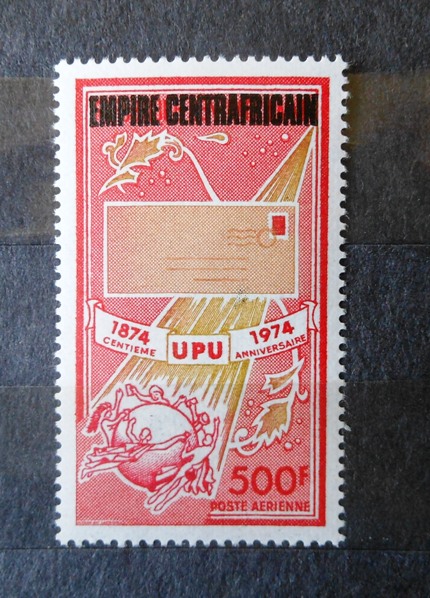 EMPIRE CENTRAFRICAIN
1874 UPU 1974
CENTIEME ANNIVERSAIRE
500F
POSTE AERIENNE